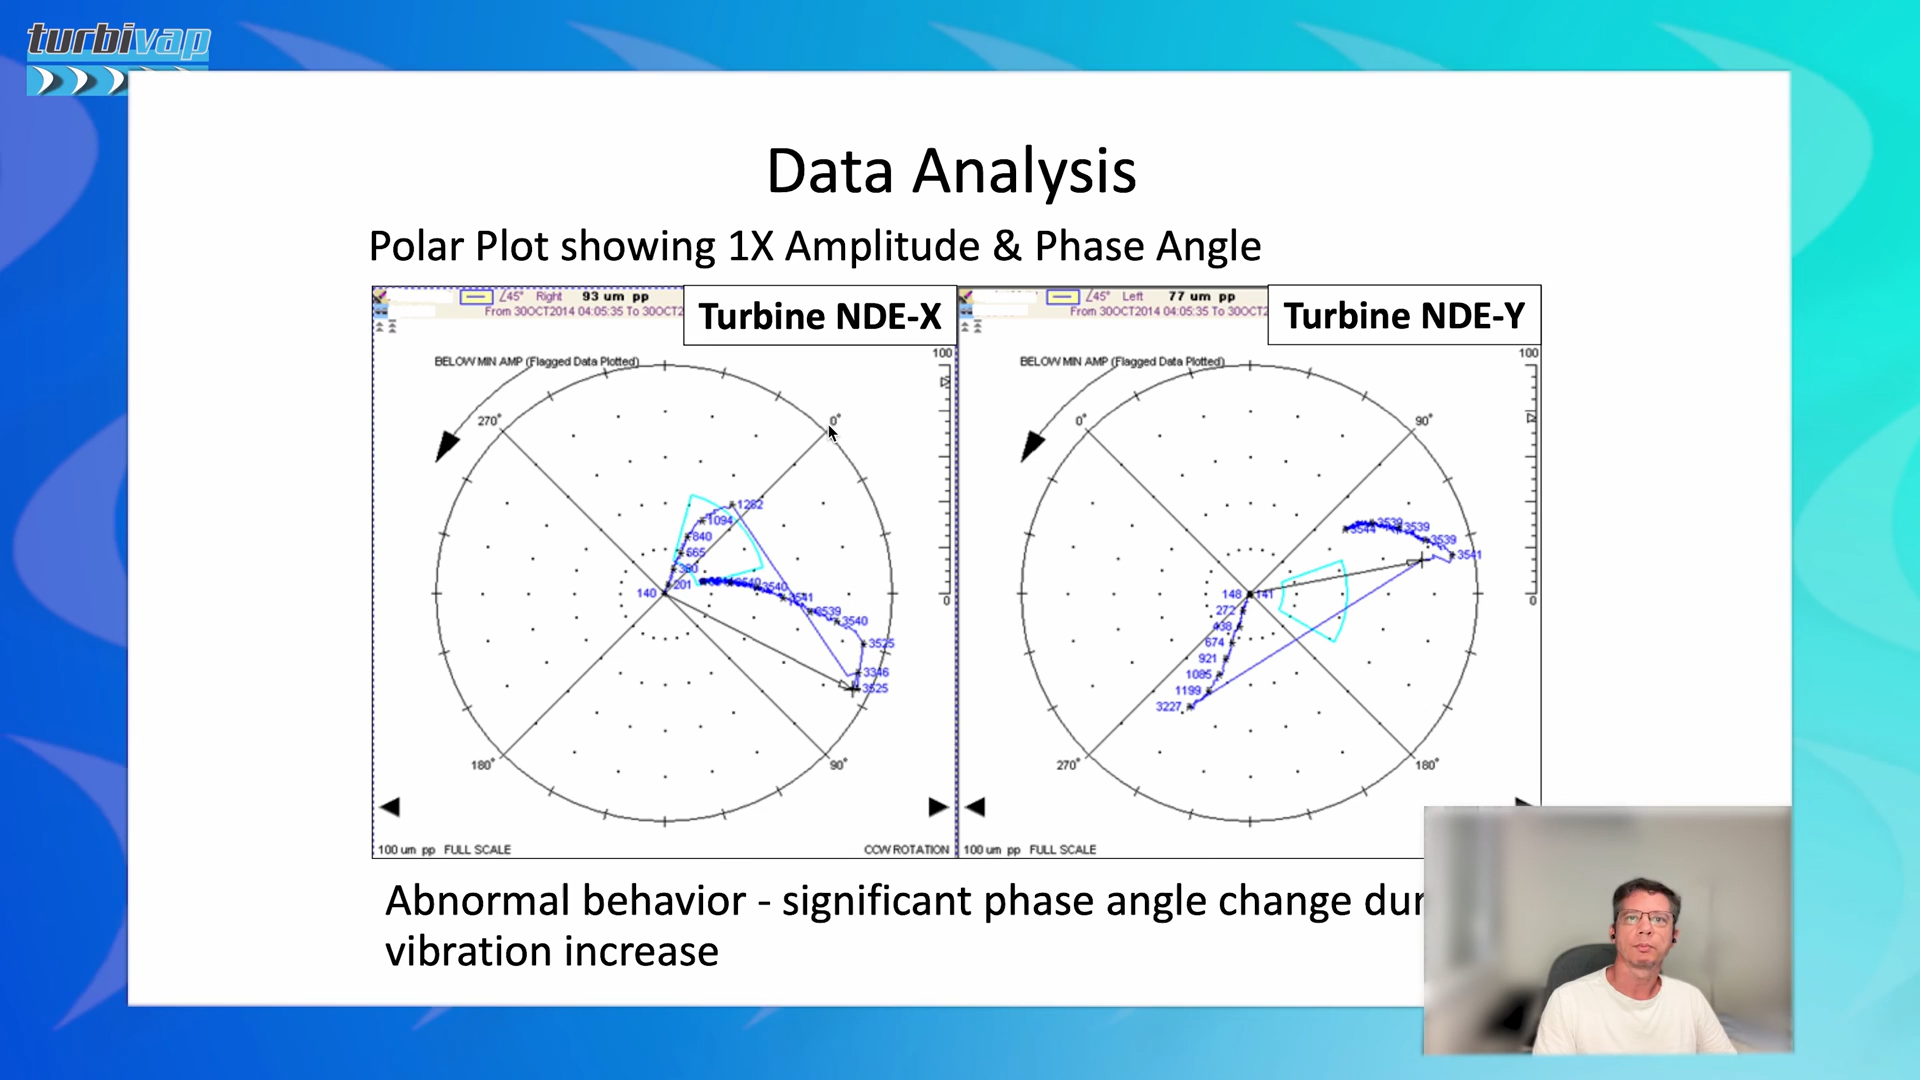 turbivap
Data Analysis
Polar Plot showing 1X Amplitude & Phase Angle
∠45° Right 93 um pp
From 30OCT2014 04:05:35 To 30OCT2
Turbine NDE-X
BELOW MIN AMP (Flagged Data Plotted)
100
270°
0°
1262
1094
840
565
201
140
3540
3539
3540
3525
3346
3525
0
180°
90°
100 um pp FULL SCALE
CCW ROTATION
∠45° Left 77 um pp
From 30OCT2014 04:05:35 To 30OCT2
Turbine NDE-Y
BELOW MIN AMP (Flagged Data Plotted)
100
0°
90°
3544
3539
3539
3539
3541
148
141
272
438
674
921
1085
1199
3227
0
270°
180°
100 um pp FULL SCALE
Abnormal behavior - significant phase angle change dur
vibration increase